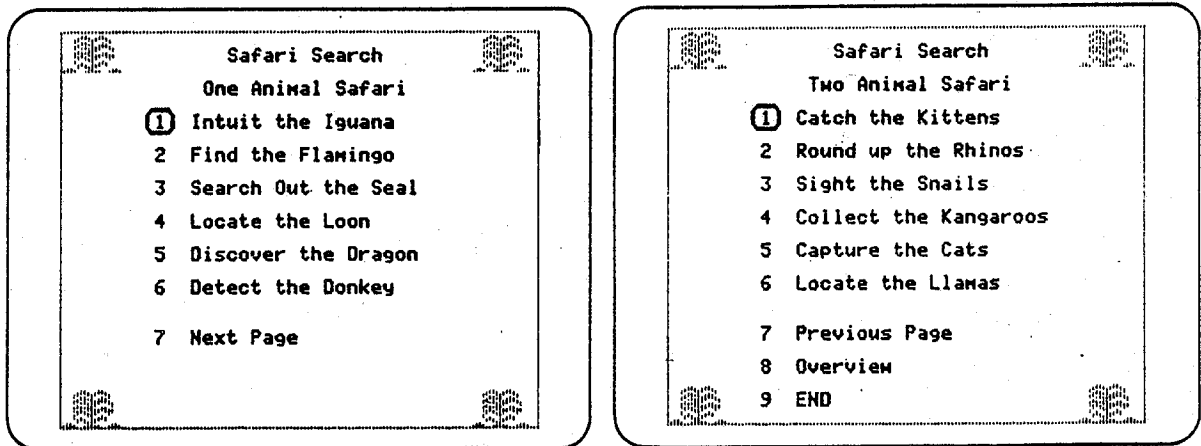 Safari Search
One Animal Safari
1 Intuit the Iguana
2 Find the Flamingo
3 Search Out the Seal
4 Locate the Loon
5 Discover the Dragon
6 Detect the Donkey
7 Next Page
Safari Search
Two Animal Safari
1 Catch the Kittens
2 Round up the Rhinos
3 Sight the Snails
4 Collect the Kangaroos
5 Capture the Cats
6 Locate the Llamas
7 Previous Page
8 Overview
9 END